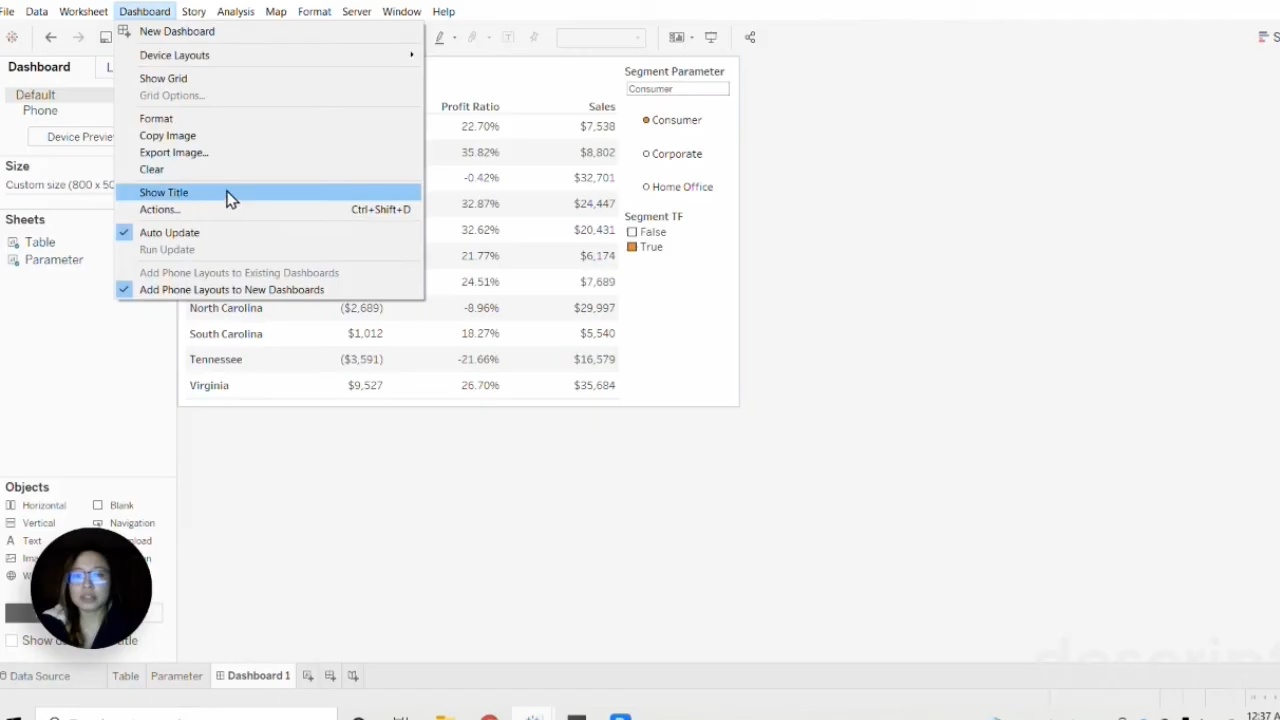 File Data Worksheet Dashboard Story Analysis Map Format Server Window Help
New Dashboard
Device Layouts
Show Grid
Grid Options...
Format
Copy Image
Export Image...
Clear
Show Title
Actions... Ctrl+Shift+D
Auto Update
Run Update
Add Phone Layouts to Existing Dashboards
Add Phone Layouts to New Dashboards
Dashboard
Default
Phone
Size
Custom size (800 x
Sheets
Table
Parameter
Profit Ratio Sales
22.70% $7,538
35.82% $8,802
-0.42% $32,701
32.87% $24,447
32.62% $20,431
21.77% $6,174
24.51% $7,689
North Carolina ($2,689) -8.96% $29,997
South Carolina $1,012 18.27% $5,540
Tennessee ($3,591) -21.66% $16,579
Virginia $9,527 26.70% $35,684
Segment Parameter
Consumer
Consumer
Corporate
Home Office
Segment TF
False
True
Objects
Horizontal Blank
Vertical Navigation
Text
Show
Data Source Table Parameter Dashboard 1
descript
12:37 A